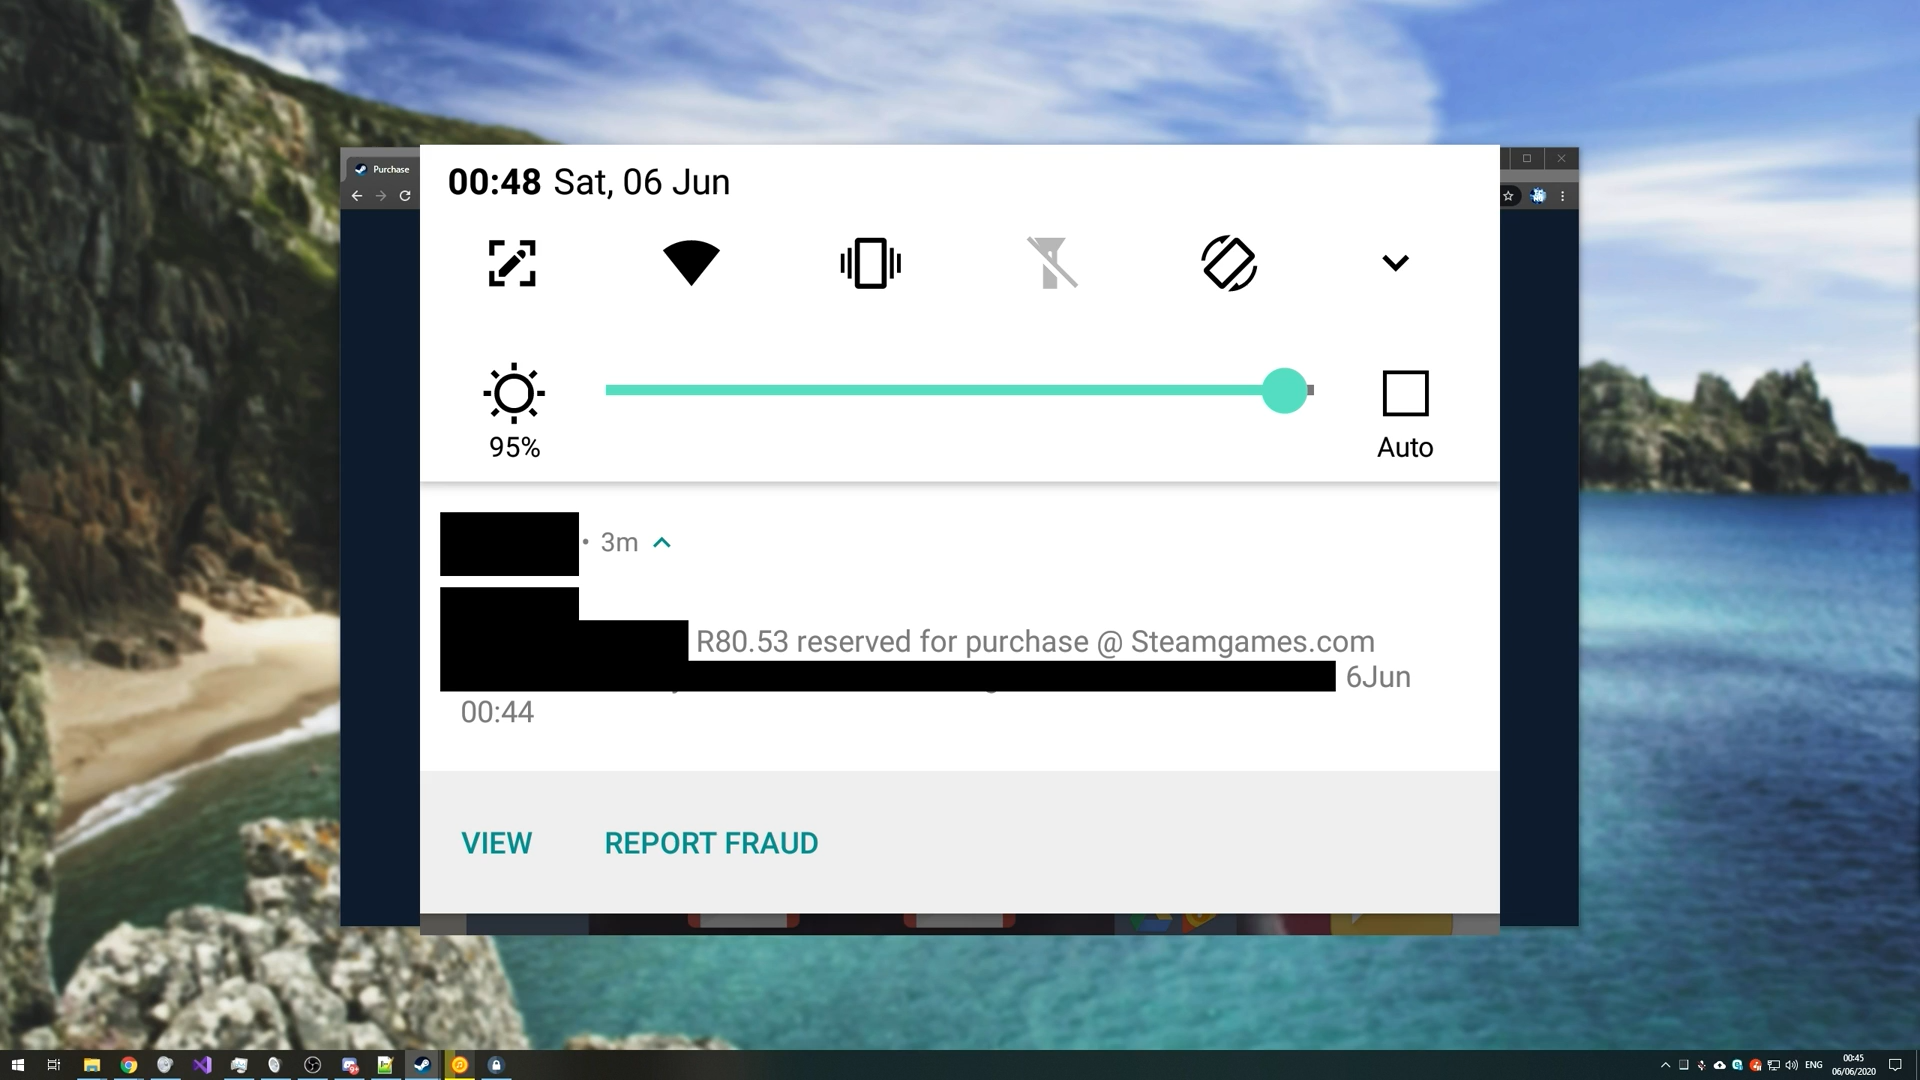 Purchase
00:48 Sat, 06 Jun
95%
Auto
• 3m
R80.53 reserved for purchase @ Steamgames.com
6Jun
00:44
VIEW REPORT FRAUD
9+
ENG
00:45
06/06/2020